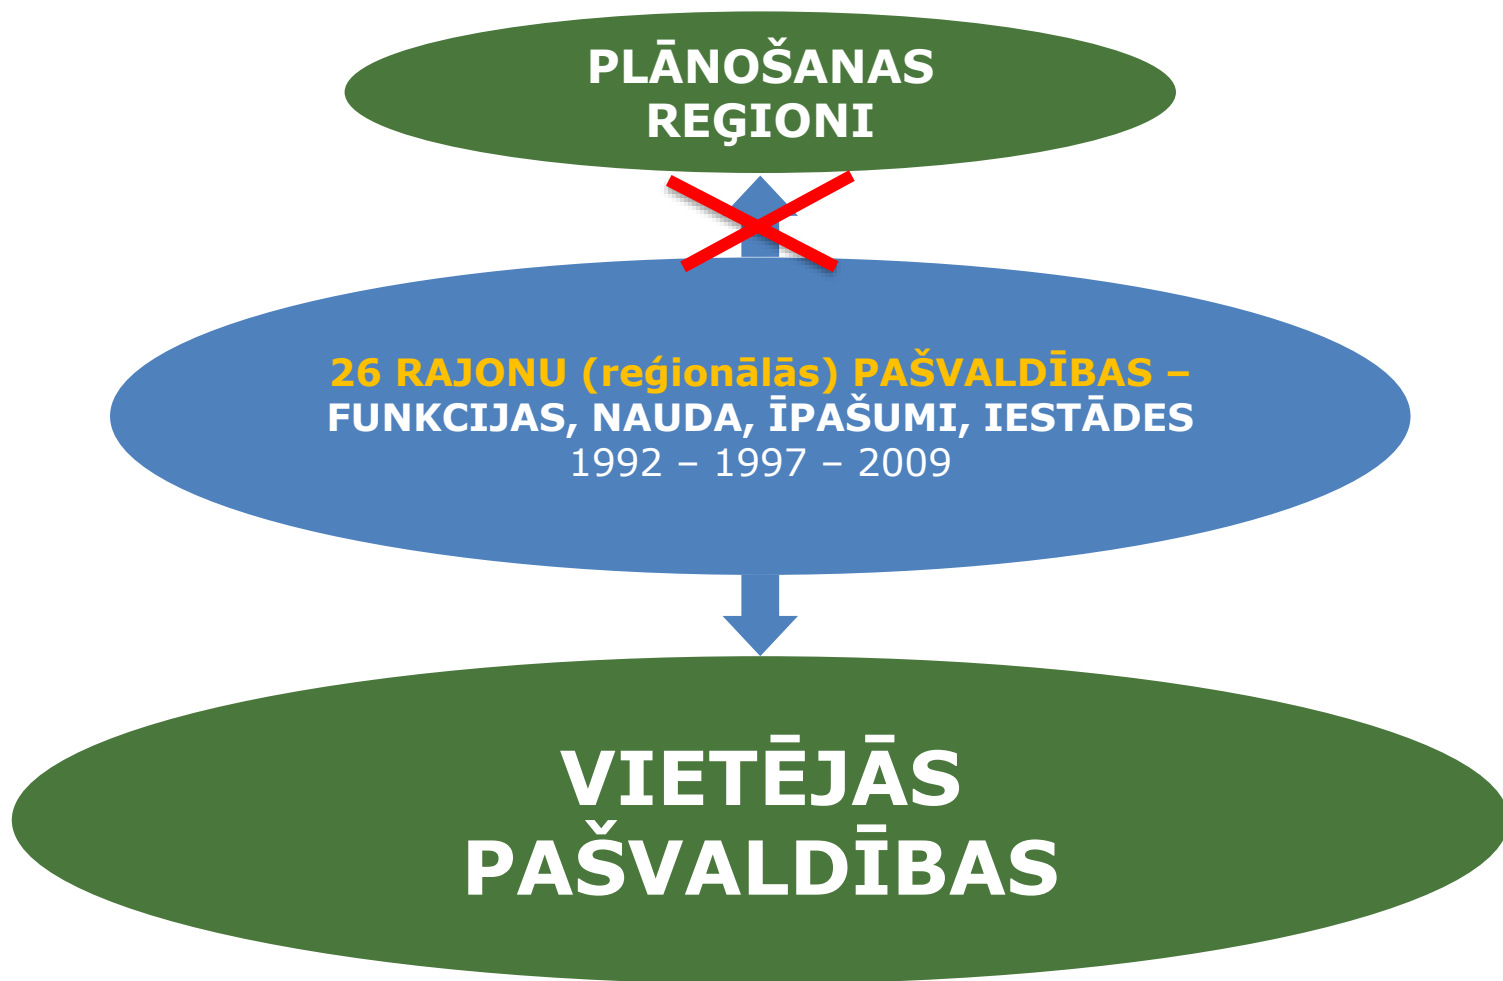 PLĀNOŠANAS
REĢIONI
26 RAJONU (reģionālās) PAŠVALDĪBAS –
FUNKCIJAS, NAUDA, ĪPAŠUMI, IESTĀDES
1992 – 1997 – 2009
VIETĒJĀS
PAŠVALDĪBAS